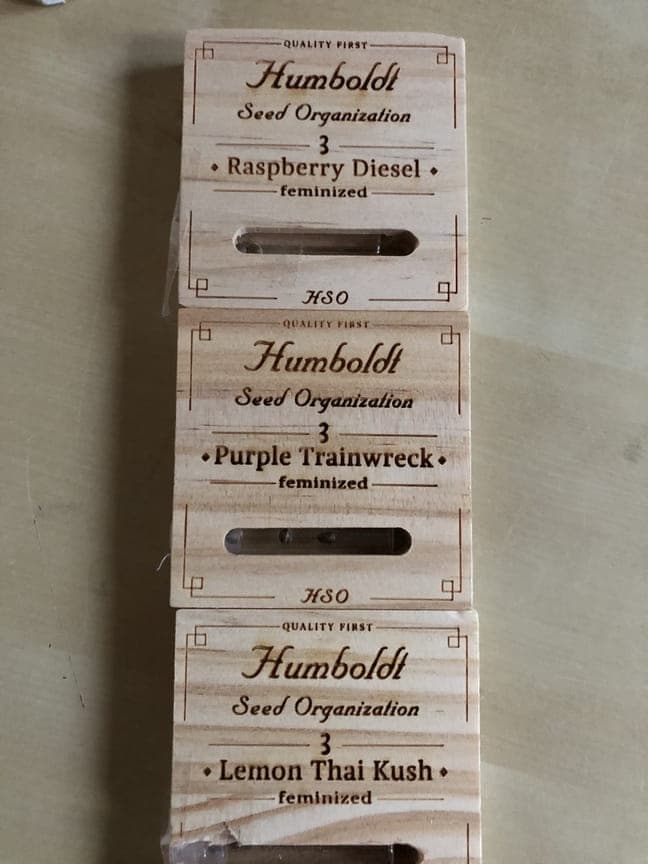 QUALITY FIRST
Humboldt
Seed Organization
3
Raspberry Diesel
feminized
HSO
QUALITY FIRST
Humboldt
Seed Organization
3
Purple Trainwreck
feminized
HSO
QUALITY FIRST
Humboldt
Seed Organization
3
Lemon Thai Kush
feminized